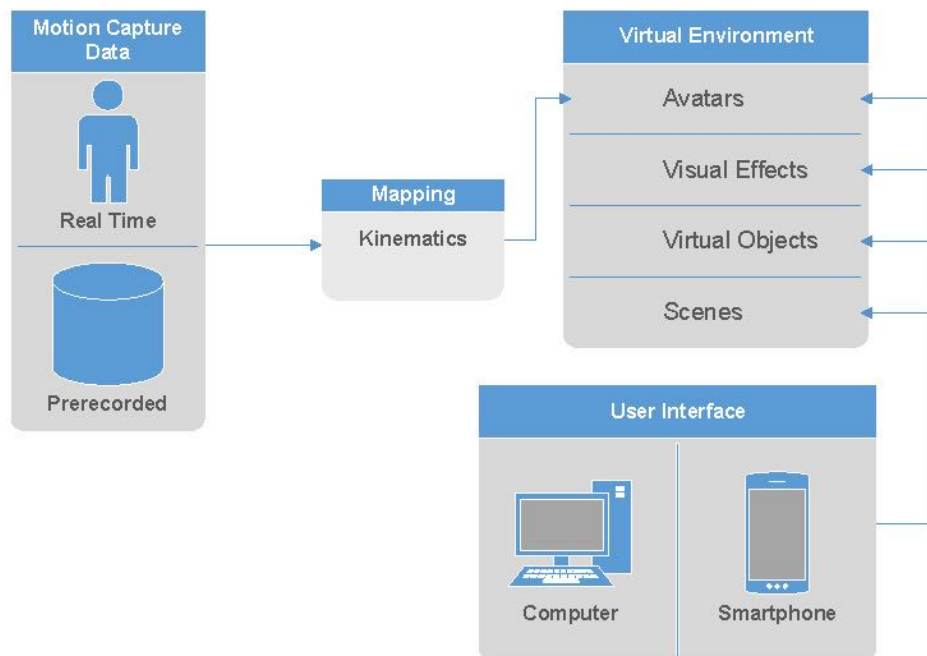 Motion Capture
Data
Real Time
Prerecorded
Mapping
Kinematics
Virtual Environment
Avatars
Visual Effects
Virtual Objects
Scenes
User Interface
Computer
Smartphone